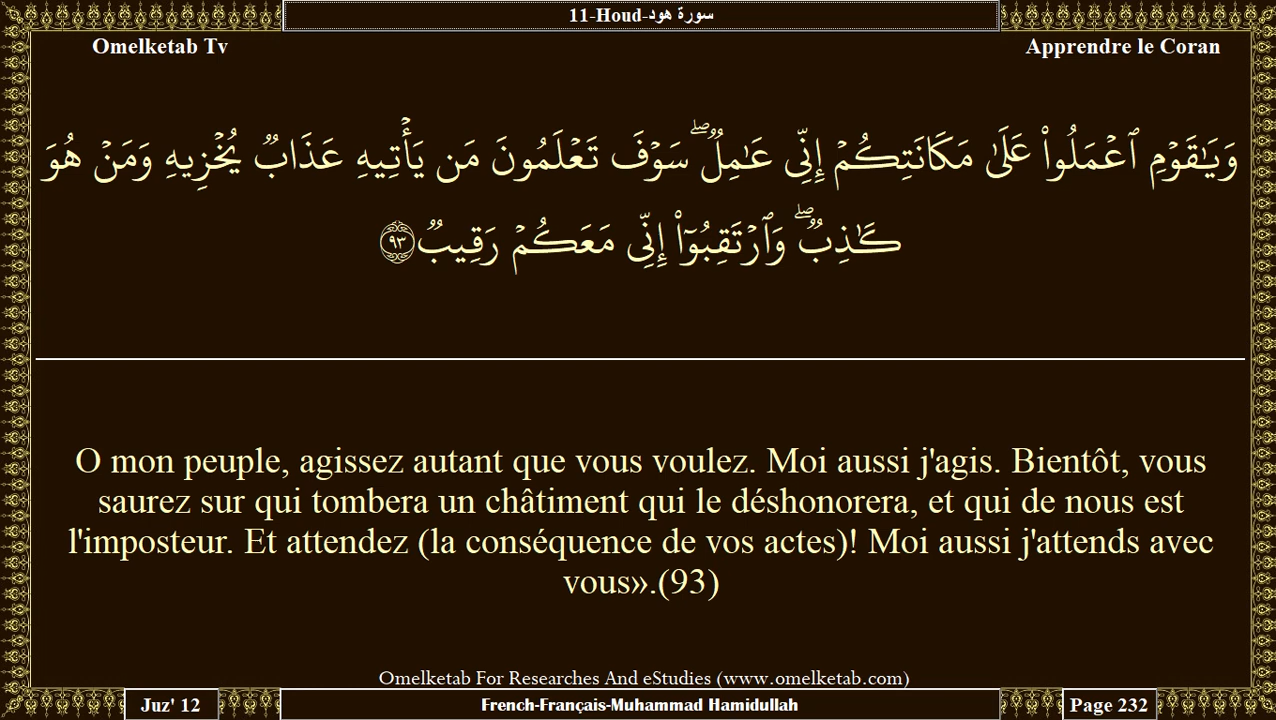 11-Houd-سورة هود
Omelketab Tv
Apprendre le Coran
وَيَٰقَوْمِ ٱعْمَلُوا۟ عَلَىٰ مَكَانَتِكُمْ إِنِّى عَٰمِلٌ ۖ سَوْفَ تَعْلَمُونَ مَن يَأْتِيهِ عَذَابٌ يُخْزِيهِ وَمَنْ هُوَ
كَٰذِبٌ ۖ وَٱرْتَقِبُوٓا۟ إِنِّى مَعَكُمْ رَقِيبٌ ٩٣
O mon peuple, agissez autant que vous voulez. Moi aussi j'agis. Bientôt, vous
saurez sur qui tombera un châtiment qui le déshonorera, et qui de nous est
l'imposteur. Et attendez (la conséquence de vos actes)! Moi aussi j'attends avec
vous».(93)
Omelketab For Researches And eStudies (www.omelketab.com)
Juz' 12
French-Français-Muhammad Hamidullah
Page 232